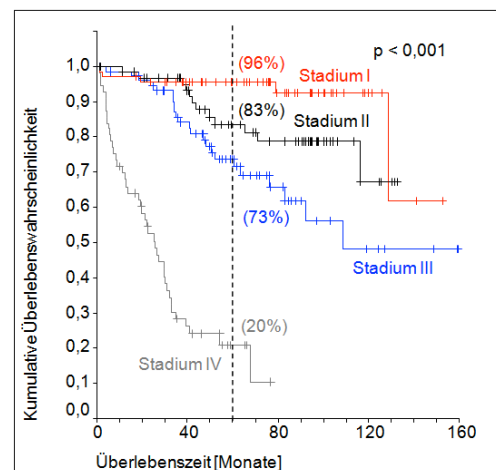 Kumulative Überlebenswahrscheinlichkeit
1,0
0,9
0,8
0,7
0,6
0,5
0,4
0,3
0,2
0,1
0,0
(96%)
p < 0,001
Stadium I
(83%)
Stadium II
(73%)
Stadium III
(20%)
Stadium IV
0 40 80 120 160
Überlebenszeit [Monate]